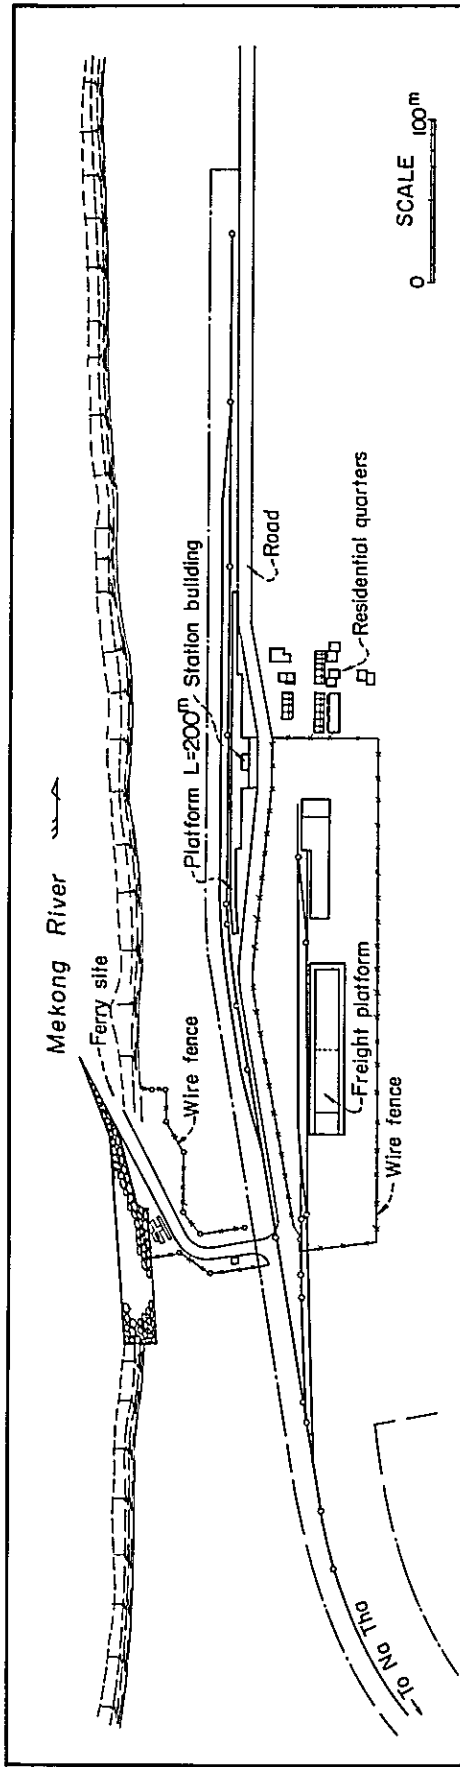 Mekong River
Ferry site
Wire fence
Platform L=200m
Station building
Road
Residential quarters
Freight platform
Wire fence
To Na Tha
SCALE
0 100m